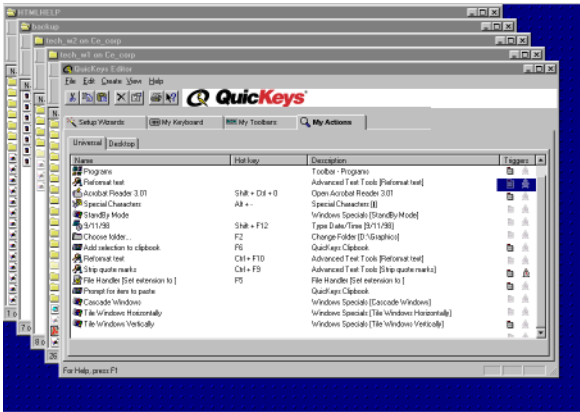 HTMLHELP
backup
tech_w2 on Cn_corp
tech_w1 on Cn_corp
QuicKeys Editor
File Edit Create View Help
QuicKeys
Setup Wizards My Keyboard My Toolbars My Actions
Universal Desktop
Name Hot key Description Triggers
Programs Toolbar - Programs
Reformat text Advanced Text Tools [Reformat text]
Acrobat Reader 3.01 Shift + Ctrl + 0 Open Acrobat Reader 3.01
Special Characters Alt + - Special Characters
StandBy Mode Windows Specials [StandBy Mode]
9/11/98 Shift + F12 Type Date/Time [9/11/98]
Choose folder... F2 Change Folder [D:\Graphics]
Add selection to clipbook F6 QuicKeys Clipbook
Reformat text Ctrl + F10 Advanced Text Tools [Reformat text]
Strip quote marks Ctrl + F9 Advanced Text Tools [Strip quote marks]
File Handler [Set extension to ] F5 File Handler [Set extension to ]
Prompt for item to paste QuicKeys Clipbook
Cascade Windows Windows Specials [Cascade Windows]
Tile Windows Horizontally Windows Specials [Tile Windows Horizontally]
Tile Windows Vertically Windows Specials [Tile Windows Vertically]
For Help, press F1